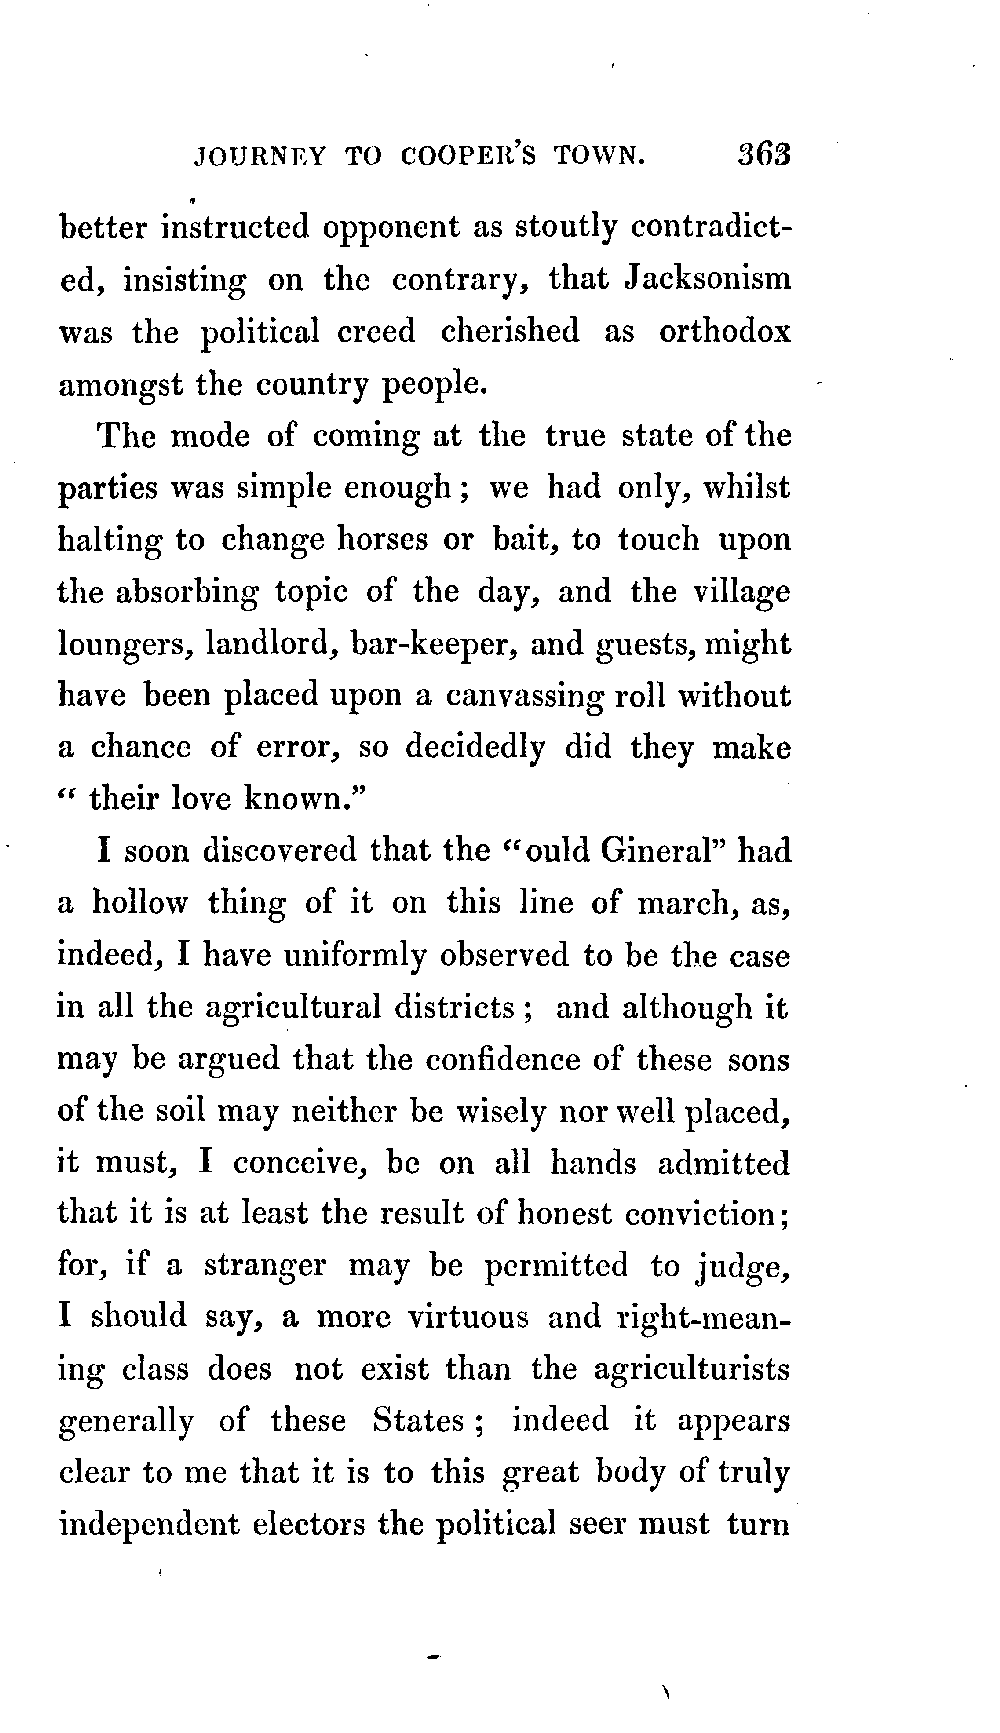 JOURNEY TO COOPER'S TOWN. 363
better instructed opponent as stoutly contradict-
ed, insisting on the contrary, that Jacksonism
was the political creed cherished as orthodox
amongst the country people.
The mode of coming at the true state of the
parties was simple enough ; we had only, whilst
halting to change horses or bait, to touch upon
the absorbing topic of the day, and the village
loungers, landlord, bar-keeper, and guests, might
have been placed upon a canvassing roll without
a chance of error, so decidedly did they make
“ their love known.”
I soon discovered that the “ould Gineral” had
a hollow thing of it on this line of march, as,
indeed, I have uniformly observed to be the case
in all the agricultural districts ; and although it
may be argued that the confidence of these sons
of the soil may neither be wisely nor well placed,
it must, I conceive, be on all hands admitted
that it is at least the result of honest conviction;
for, if a stranger may be permitted to judge,
I should say, a more virtuous and right-mean-
ing class does not exist than the agriculturists
generally of these States ; indeed it appears
clear to me that it is to this great body of truly
independent electors the political seer must turn